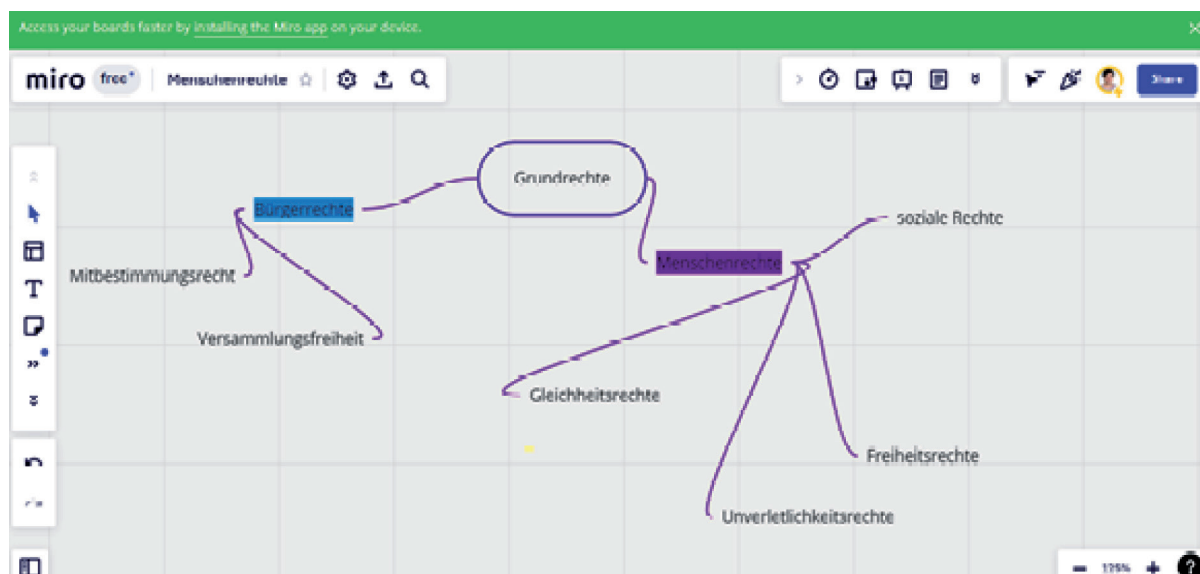 Access your boards faster by installing the Miro app on your device.
miro free Menschenrechte
Share
Grundrechte
Bürgerrechte
soziale Rechte
Menschenrechte
Mitbestimmungsrecht
Versammlungsfreiheit
Gleichheitsrechte
Freiheitsrechte
Unverletlichkeitsrechte
125%